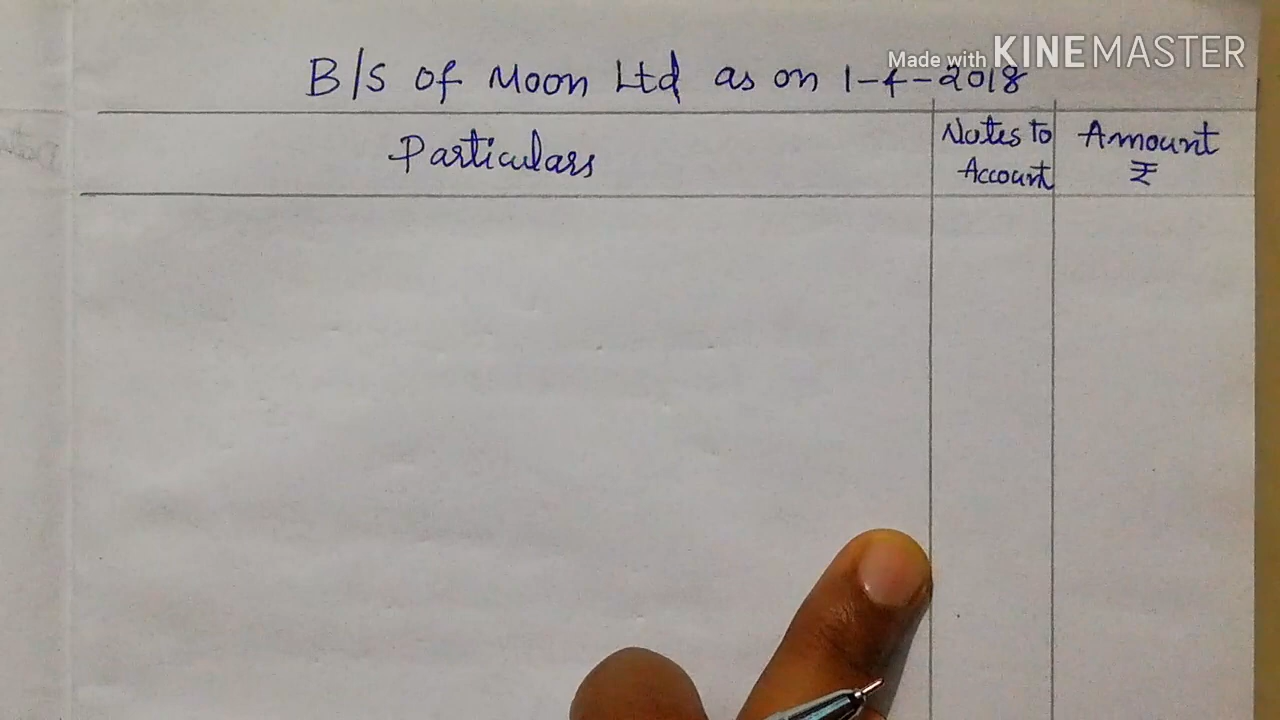 Made with KINEMASTER
B/S of Moon Ltd as on 1-4-2018
Particulars
Notes to
Account
Amount
₹